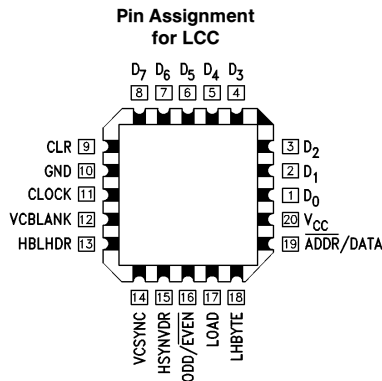 Pin Assignment
for LCC
D7 D6 D5 D4 D3
8 7 6 5 4
CLR 9
GND 10
CLOCK 11
VCBLANK 12
HBLHDR 13
3 D2
2 D1
1 D0
20 VCC
19 A̅D̅D̅R̅/DATA
14 15 16 17 18
VCSYNC
HSYNVDR
ODD/E̅V̅E̅N̅
LOAD
LHBYTE